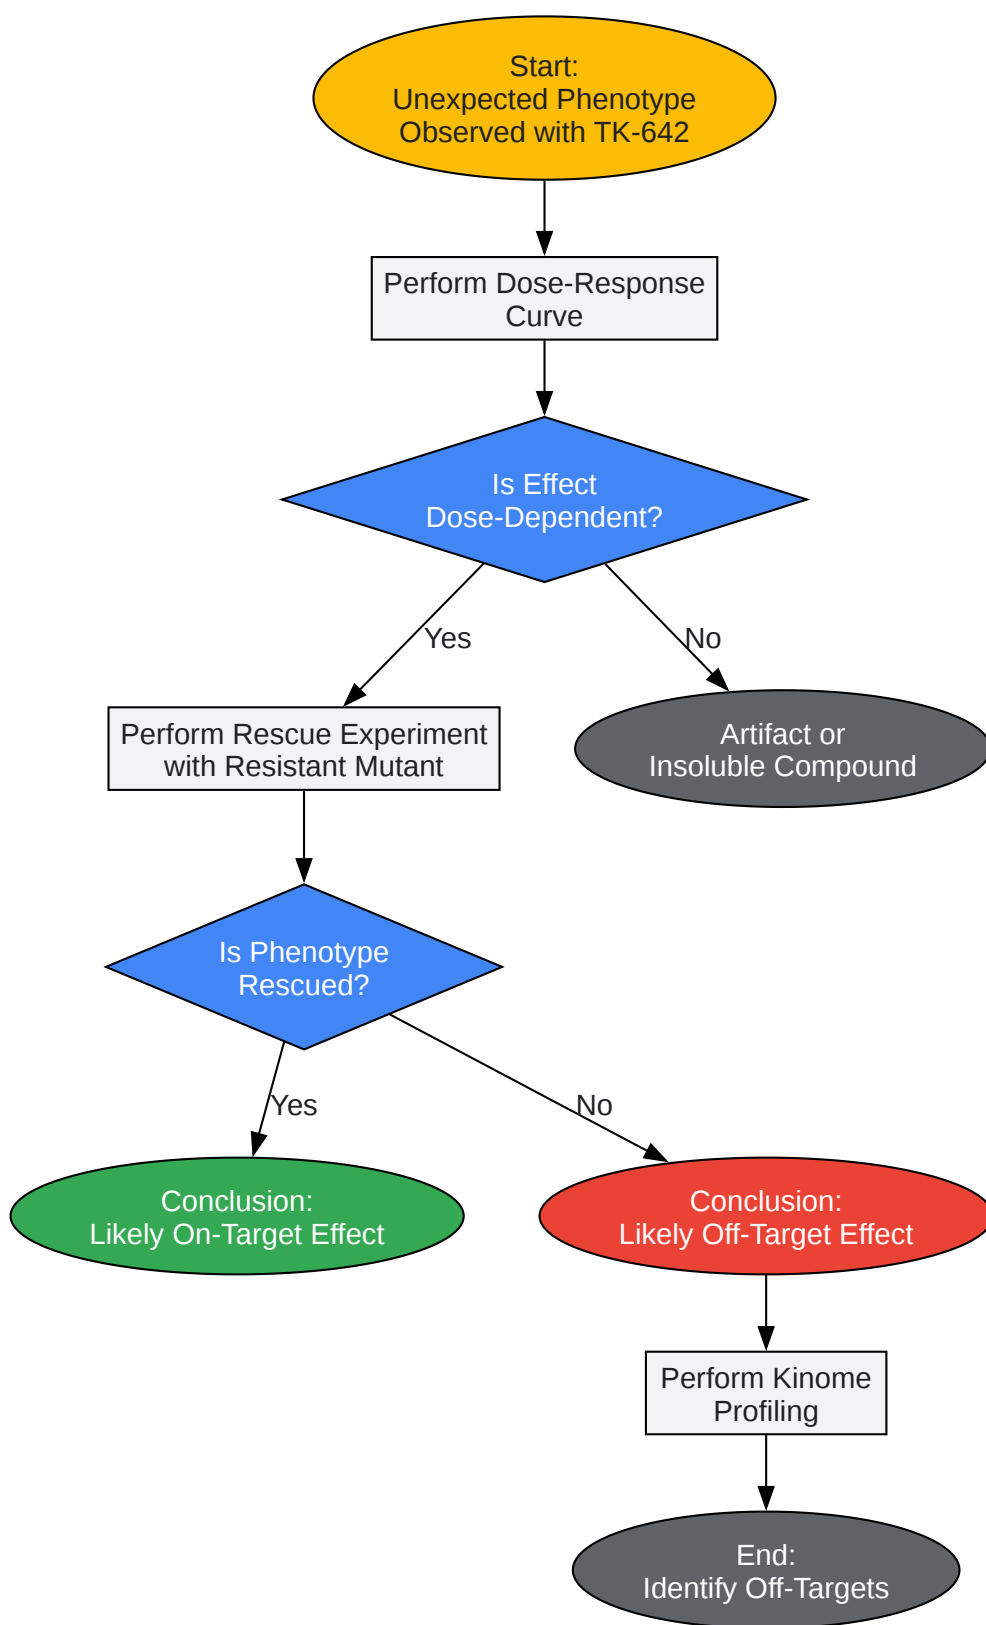 Start:
Unexpected Phenotype
Observed with TK-642
Perform Dose-Response
Curve
Is Effect
Dose-Dependent?
Yes
No
Perform Rescue Experiment
with Resistant Mutant
Artifact or
Insoluble Compound
Is Phenotype
Rescued?
Yes
No
Conclusion:
Likely On-Target Effect
Conclusion:
Likely Off-Target Effect
Perform Kinome
Profiling
End:
Identify Off-Targets